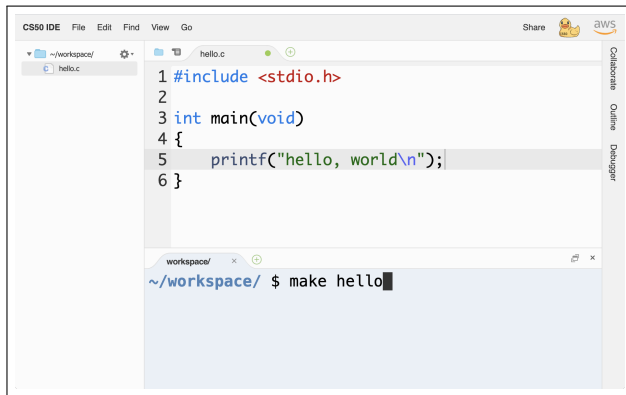 CS50 IDE File Edit Find View Go Share aws
~/workspace/
hello.c
hello.c
1 #include <stdio.h>
2
3 int main(void)
4 {
5     printf("hello, world\n");
6 }
Collaborate
Outline
Debugger
workspace/ ×
~/workspace/ $ make hello